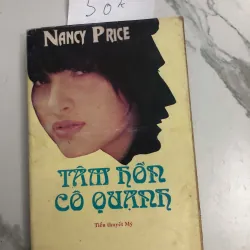 50k
NANCY PRICE
TÂM HỒN
CÔ QUẠNH
Tiểu thuyết Mỹ